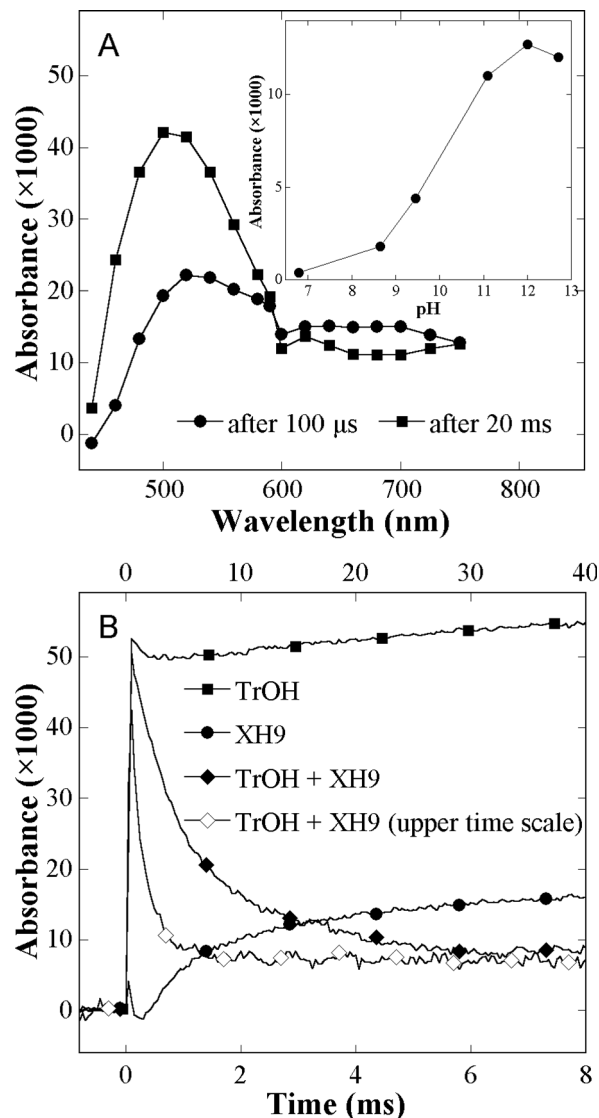 A
Absorbance (×1000)
50
40
30
20
10
0
Absorbance (×1000)
10
5
0
7 8 9 10 11 12 13
pH
after 100 μs
after 20 ms
500 600 700 800
Wavelength (nm)
0 10 20 30 40
B
Absorbance (×1000)
50
40
30
20
10
0
TrOH
XH9
TrOH + XH9
TrOH + XH9 (upper time scale)
0 2 4 6 8
Time (ms)